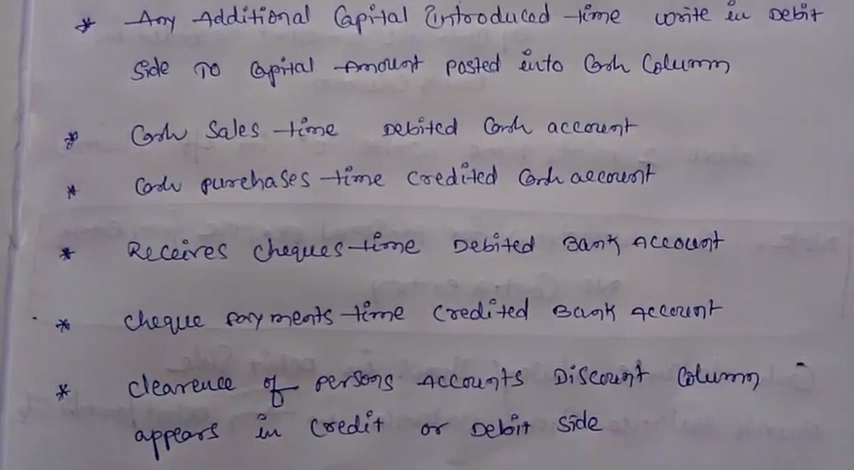 * Any Additional Capital Introduced time write in Debit
side To Capital Amount posted into Cash Column
* Cash Sales time Debited Cash account
* Cash purchases time credited Cash account
* Receives cheques time Debited Bank Account
* cheque payments time Credited Bank Account
* clearence of persons Accounts Discount Column
appears in Credit or Debit side